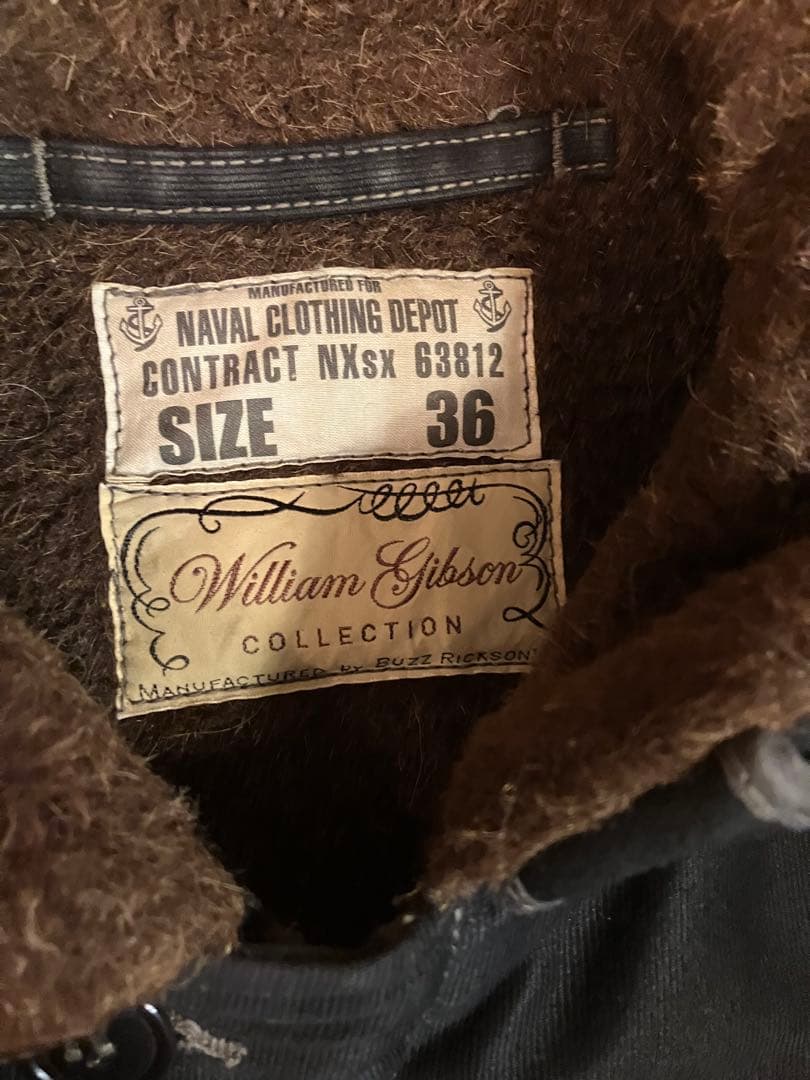 MANUFACTURED FOR
NAVAL CLOTHING DEPOT
CONTRACT NXsx 63812
SIZE 36
William Gibson
COLLECTION
MANUFACTURED by BUZZ RICKSON'